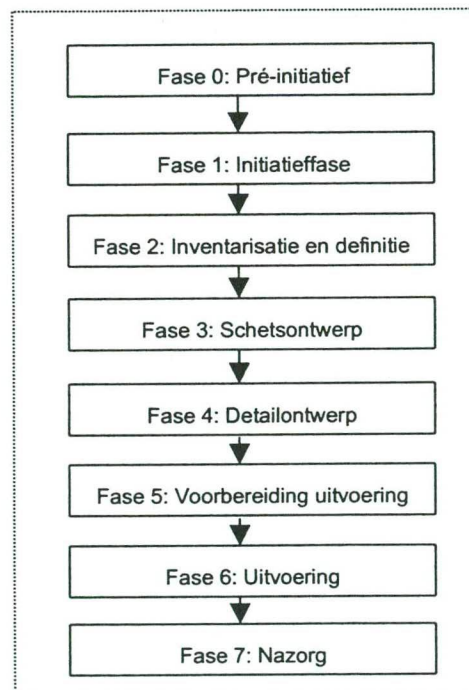 Fase 0: Pré-initiatief
Fase 1: Initiatieffase
Fase 2: Inventarisatie en definitie
Fase 3: Schetsontwerp
Fase 4: Detailontwerp
Fase 5: Voorbereiding uitvoering
Fase 6: Uitvoering
Fase 7: Nazorg